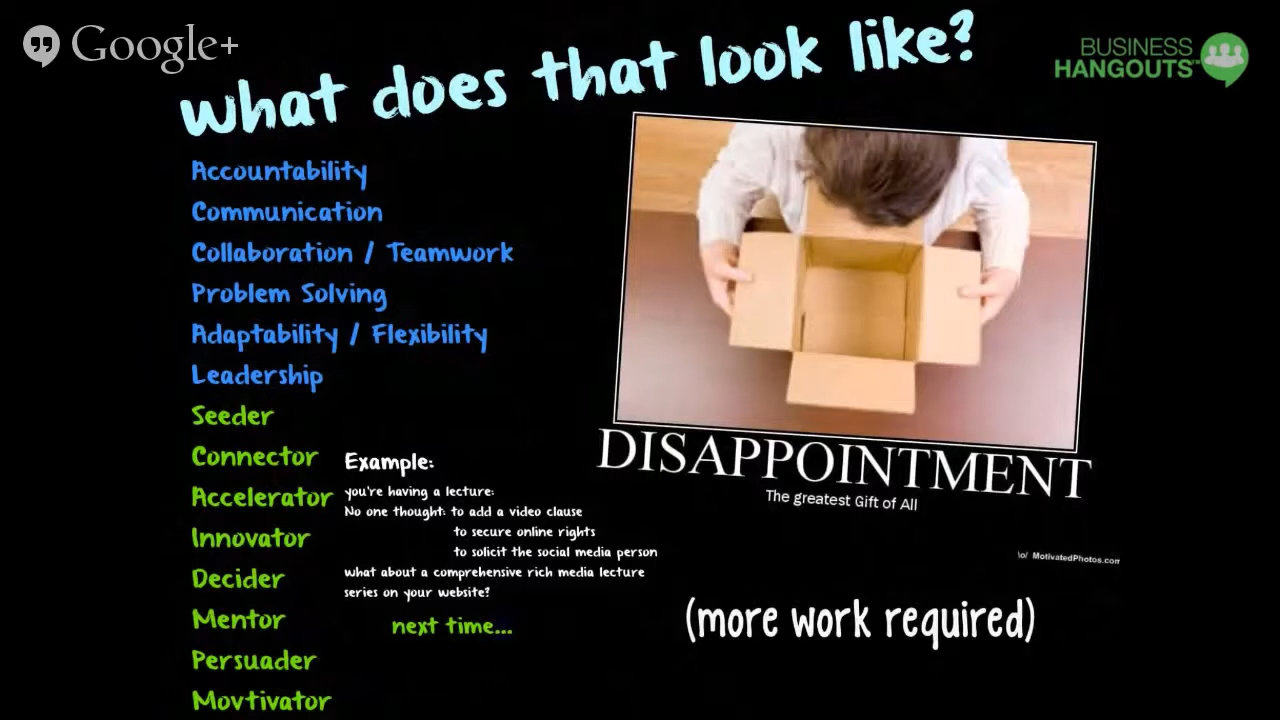 Google+
BUSINESS
HANGOUTS
what does that look like?
Accountability
Communication
Collaboration / Teamwork
Problem Solving
Adaptability / Flexibility
Leadership
Seeder
Connector
Accelerator
Innovator
Decider
Mentor
Persuader
Movtivator
Example:
you're having a lecture:
No one thought: to add a video clause
to secure online rights
to solicit the social media person
what about a comprehensive rich media lecture
series on your website?
next time...
DISAPPOINTMENT
The greatest Gift of All
\o/ MotivatedPhotos.com
(more work required)